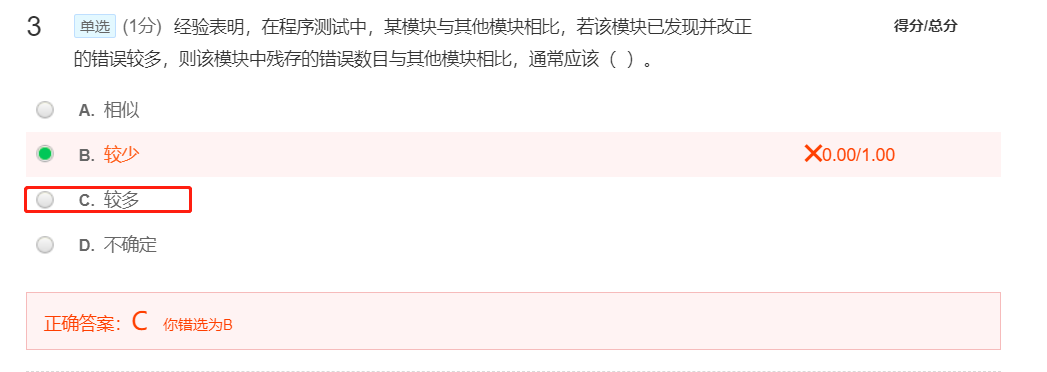 3 单选 (1分) 经验表明，在程序测试中，某模块与其他模块相比，若该模块已发现并改正 得分/总分
的错误较多，则该模块中残存的错误数目与其他模块相比，通常应该（ ）。
A. 相似
B. 较少 ×0.00/1.00
C. 较多
D. 不确定
正确答案：C 你错选为B